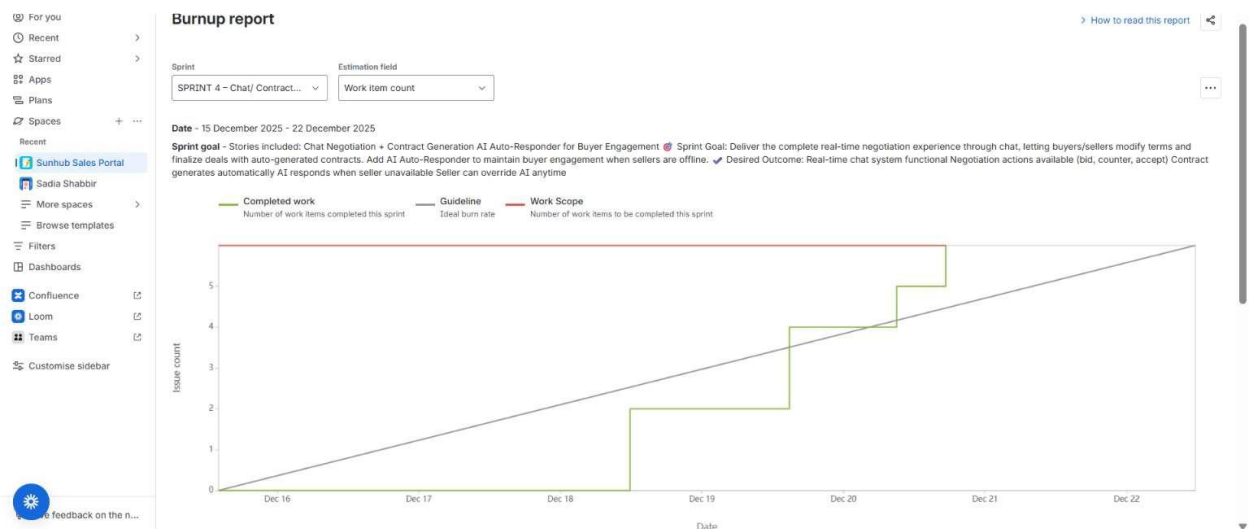 For you
Recent
Starred
Apps
Plans
Spaces
Recent
Sunhub Sales Portal
Sadia Shabbir
More spaces
Browse templates
Filters
Dashboards
Confluence
Loom
Teams
Customise sidebar
feedback on the n...
Burnup report
How to read this report
Sprint
Estimation field
SPRINT 4 – Chat/ Contract...
Work item count
Date - 15 December 2025 - 22 December 2025
Sprint goal - Stories included: Chat Negotiation + Contract Generation AI Auto-Responder for Buyer Engagement 🎯 Sprint Goal: Deliver the complete real-time negotiation experience through chat, letting buyers/sellers modify terms and
finalize deals with auto-generated contracts. Add AI Auto-Responder to maintain buyer engagement when sellers are offline. ✔ Desired Outcome: Real-time chat system functional Negotiation actions available (bid, counter, accept) Contract
generates automatically AI responds when seller unavailable Seller can override AI anytime
Completed work
Number of work items completed this sprint
Guideline
Ideal burn rate
Work Scope
Number of work items to be completed this sprint
Issue count
5
4
3
2
1
0
Dec 16
Dec 17
Dec 18
Dec 19
Dec 20
Dec 21
Dec 22
Date